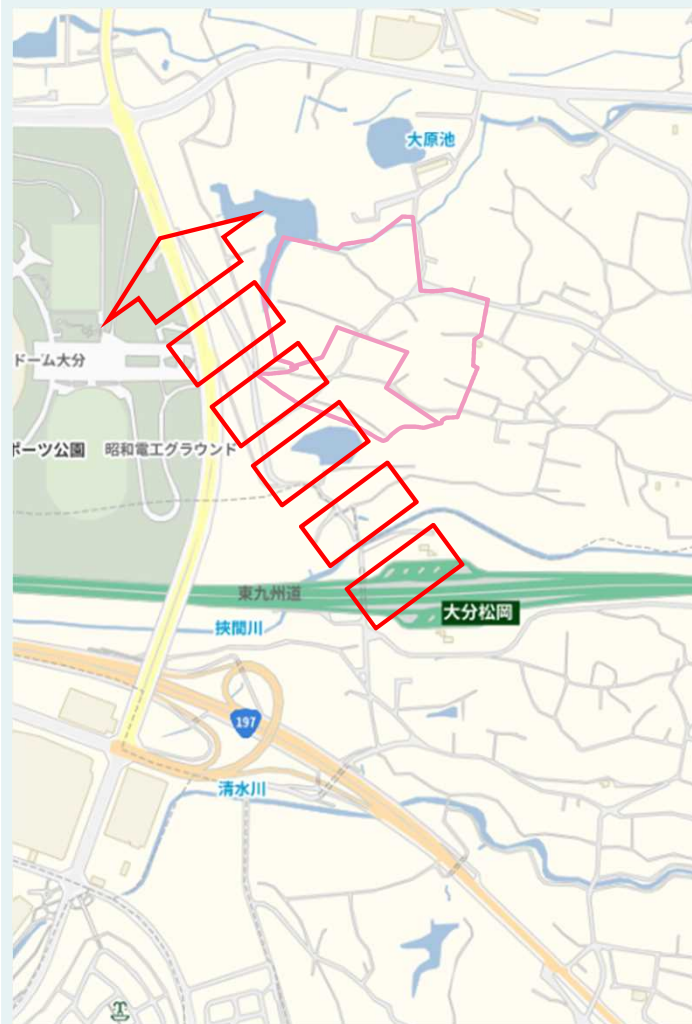 大原池
ドーム大分
ポーツ公園
昭和電工グラウンド
東九州道
大分松岡
挾間川
197
清水川